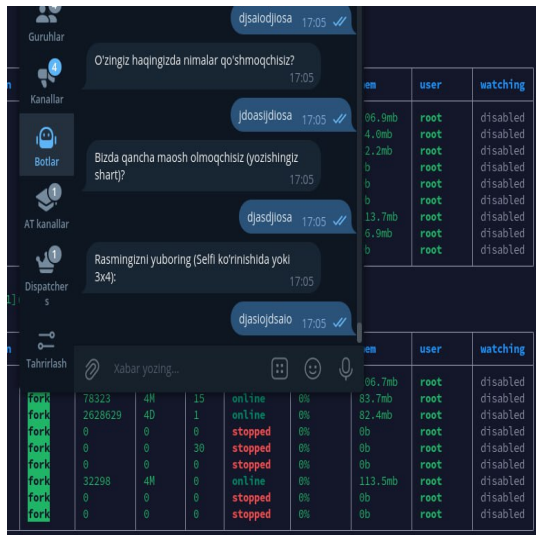 4
Guruhlar
4
Kanallar
Botlar
1
AT kanallar
1
Dispatcher
s
Tahrirlash
djsaiodjiosa 17:05
O'zingiz haqingizda nimalar qo'shmoqchisiz?
17:05
jdoasijdiosa 17:05
Bizda qancha maosh olmoqchisiz (yozishingiz
shart)?
17:05
djasdjiosa 17:05
Rasmingizni yuboring (Selfi ko'rinishida yoki
3x4):
17:05
djasiojdsaio 17:05
Xabar yozing...
user watching
06.9mb root disabled
4.0mb root disabled
2.2mb root disabled
b root disabled
b root disabled
b root disabled
13.7mb root disabled
6.9mb root disabled
b root disabled
user watching
06.7mb root disabled
fork 78323 4M 15 online 0% 83.7mb root disabled
fork 2628629 4D 1 online 0% 82.4mb root disabled
fork 0 0 0 stopped 0% 0b root disabled
fork 0 0 30 stopped 0% 0b root disabled
fork 0 0 0 stopped 0% 0b root disabled
fork 32298 4M 0 online 0% 113.5mb root disabled
fork 0 0 0 stopped 0% 0b root disabled
fork 0 0 0 stopped 0% 0b root disabled